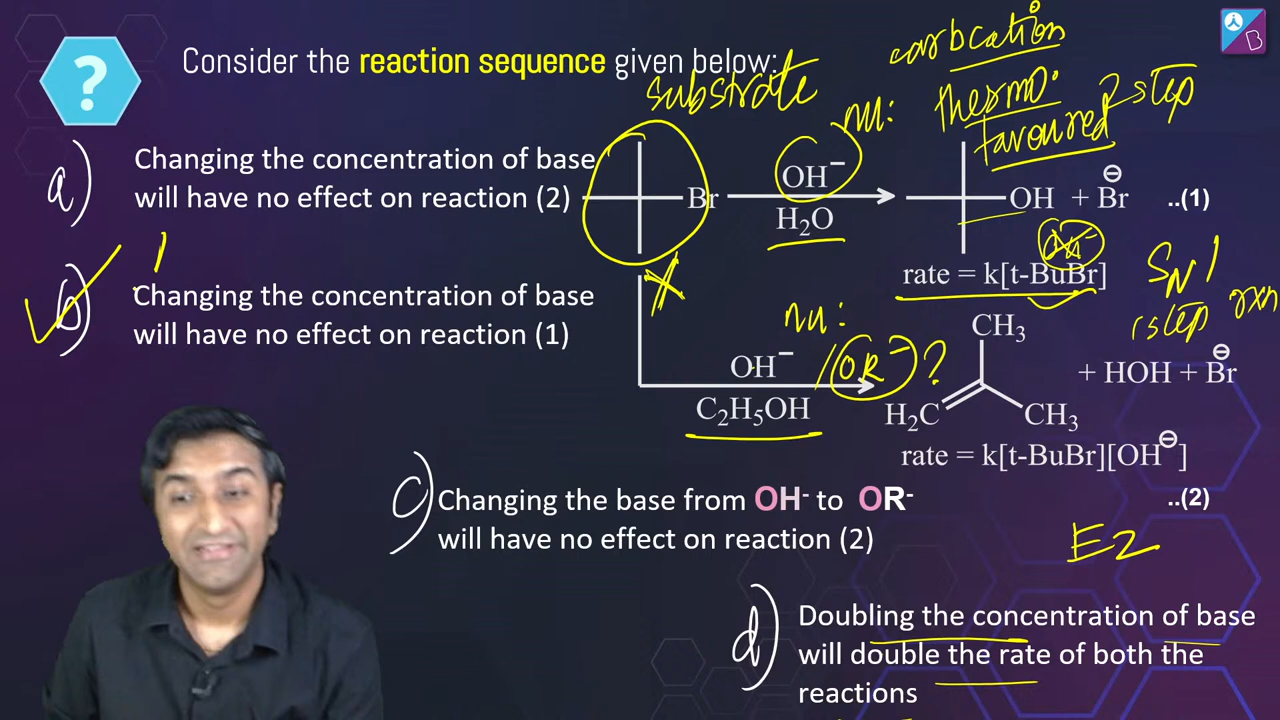 Consider the reaction sequence given below:
?
carbcation
thermo.
favoured
2 step
substrate
nu:
a)
Changing the concentration of base
will have no effect on reaction (2)
Br
OH⁻
H₂O
OH + Br⊖
..(1)
rate = k[t-BuBr]
SN1
1 step rxn
b)
Changing the concentration of base
will have no effect on reaction (1)
nu:
OH⁻ / OR⁻ ?
C₂H₅OH
CH₃
H₂C
CH₃
+ HOH + Br⊖
rate = k[t-BuBr][OH⊖]
..(2)
E2
c)
Changing the base from OH⁻ to OR⁻
will have no effect on reaction (2)
d)
Doubling the concentration of base
will double the rate of both the
reactions
B